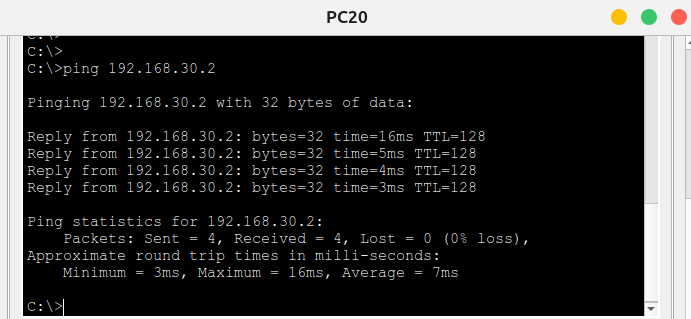 PC20
C:\>
C:\>
C:\>ping 192.168.30.2
Pinging 192.168.30.2 with 32 bytes of data:
Reply from 192.168.30.2: bytes=32 time=16ms TTL=128
Reply from 192.168.30.2: bytes=32 time=5ms TTL=128
Reply from 192.168.30.2: bytes=32 time=4ms TTL=128
Reply from 192.168.30.2: bytes=32 time=3ms TTL=128
Ping statistics for 192.168.30.2:
    Packets: Sent = 4, Received = 4, Lost = 0 (0% loss),
Approximate round trip times in milli-seconds:
    Minimum = 3ms, Maximum = 16ms, Average = 7ms
C:\>